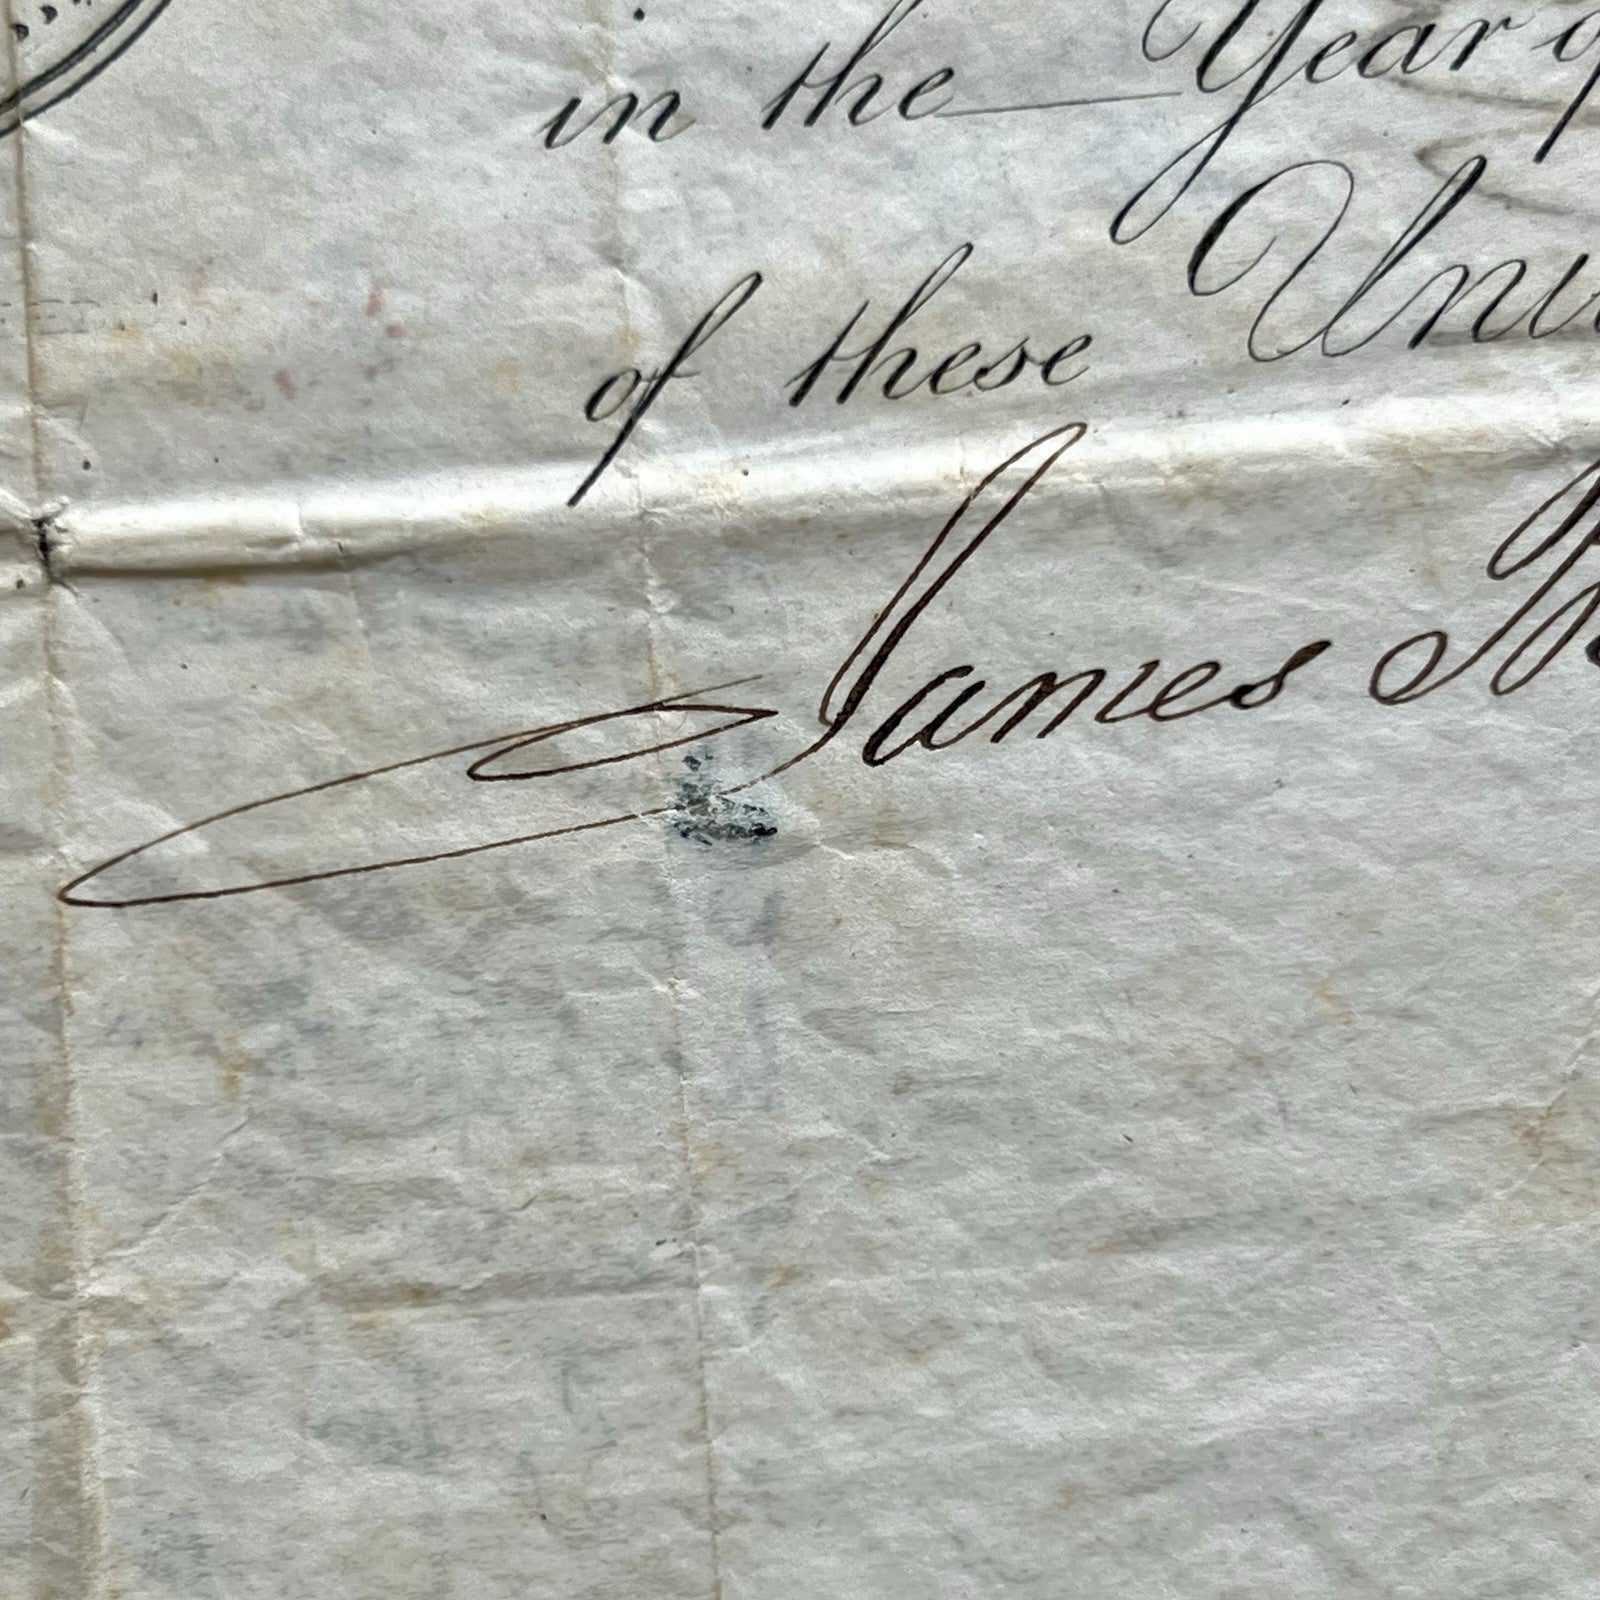 in the Year
of these
James